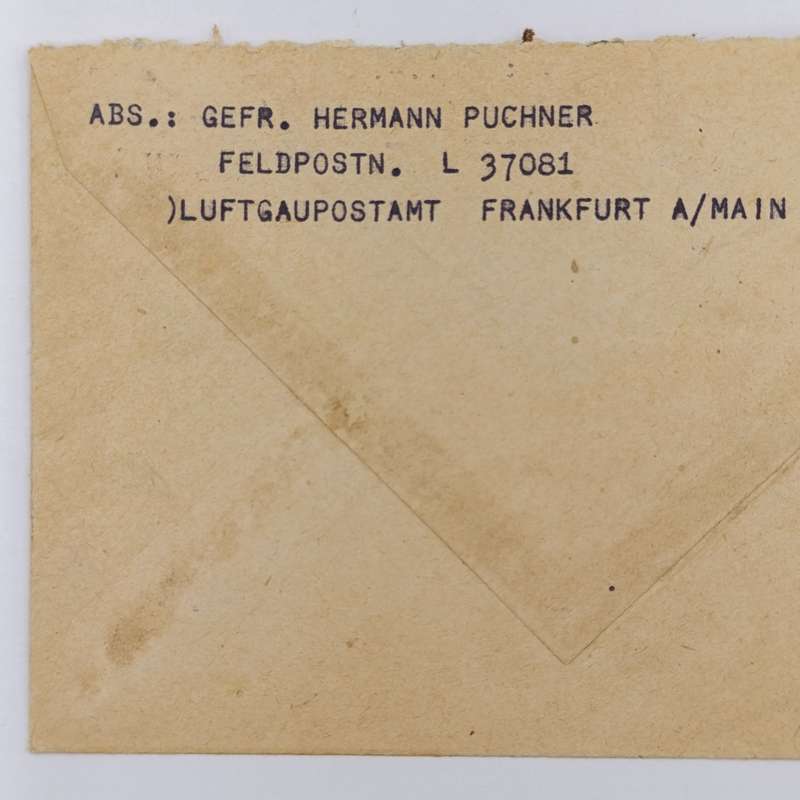 ABS.: GEFR. HERMANN PUCHNER
FELDPOSTN. L 37081
)LUFTGAUPOSTAMT FRANKFURT A/MAIN